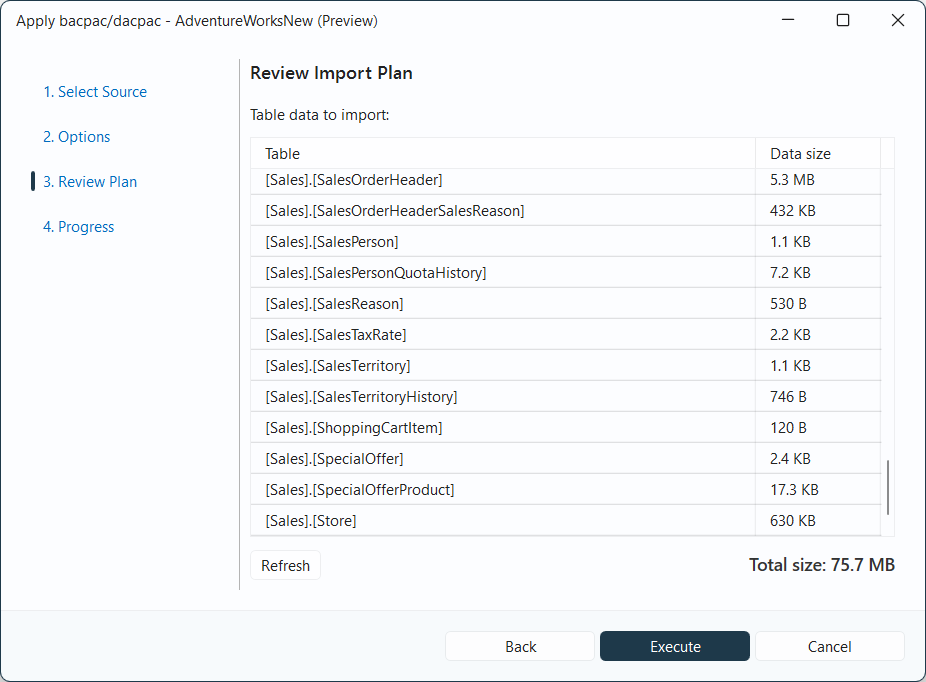 Apply bacpac/dacpac - AdventureWorksNew (Preview)
1. Select Source
2. Options
3. Review Plan
4. Progress
Review Import Plan
Table data to import:
Table Data size
[Sales].[SalesOrderHeader] 5.3 MB
[Sales].[SalesOrderHeaderSalesReason] 432 KB
[Sales].[SalesPerson] 1.1 KB
[Sales].[SalesPersonQuotaHistory] 7.2 KB
[Sales].[SalesReason] 530 B
[Sales].[SalesTaxRate] 2.2 KB
[Sales].[SalesTerritory] 1.1 KB
[Sales].[SalesTerritoryHistory] 746 B
[Sales].[ShoppingCartItem] 120 B
[Sales].[SpecialOffer] 2.4 KB
[Sales].[SpecialOfferProduct] 17.3 KB
[Sales].[Store] 630 KB
Refresh Total size: 75.7 MB
Back Execute Cancel